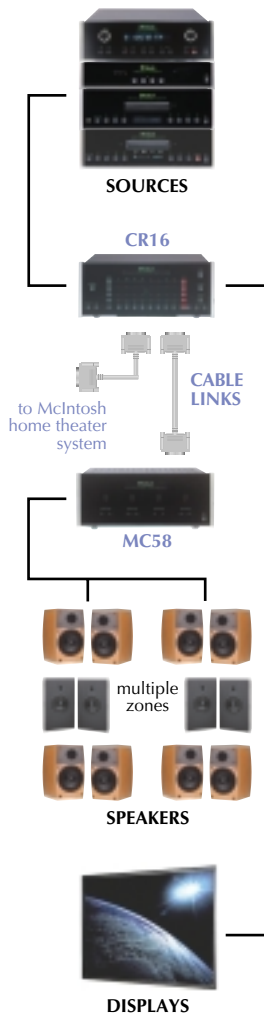 SOURCES
CR16
CABLE
LINKS
to McIntosh
home theater
system
MC58
multiple
zones
SPEAKERS
DISPLAYS